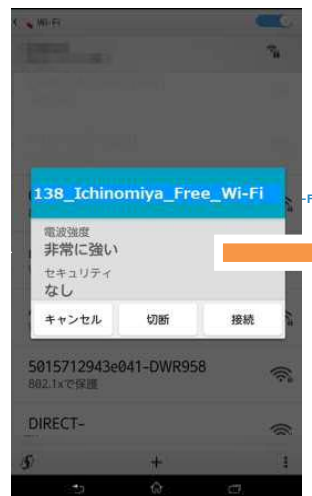 Wi-Fi
138_Ichinomiya_Free_Wi-Fi
電波強度
非常に強い
セキュリティ
なし
キャンセル
切断
接続
5015712943e041-DWR958
802.1xで保護
DIRECT-